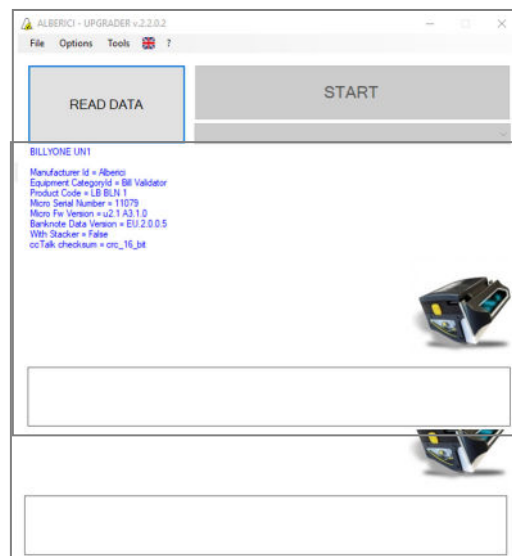 ALBERICI - UPGRADER v.2.2.0.2
File Options Tools ?
READ DATA
START
BILLYONE UN1
Manufacturer Id = Alberici
Equipment CategoryId = Bill Validator
Product Code = LB BLN 1
Micro Serial Number = 11079
Micro Fw Version = u2.1 A3.1.0
Banknote Data Version = EU.2.0.0.5
With Stacker = False
ccTalk checksum = crc_16_bit